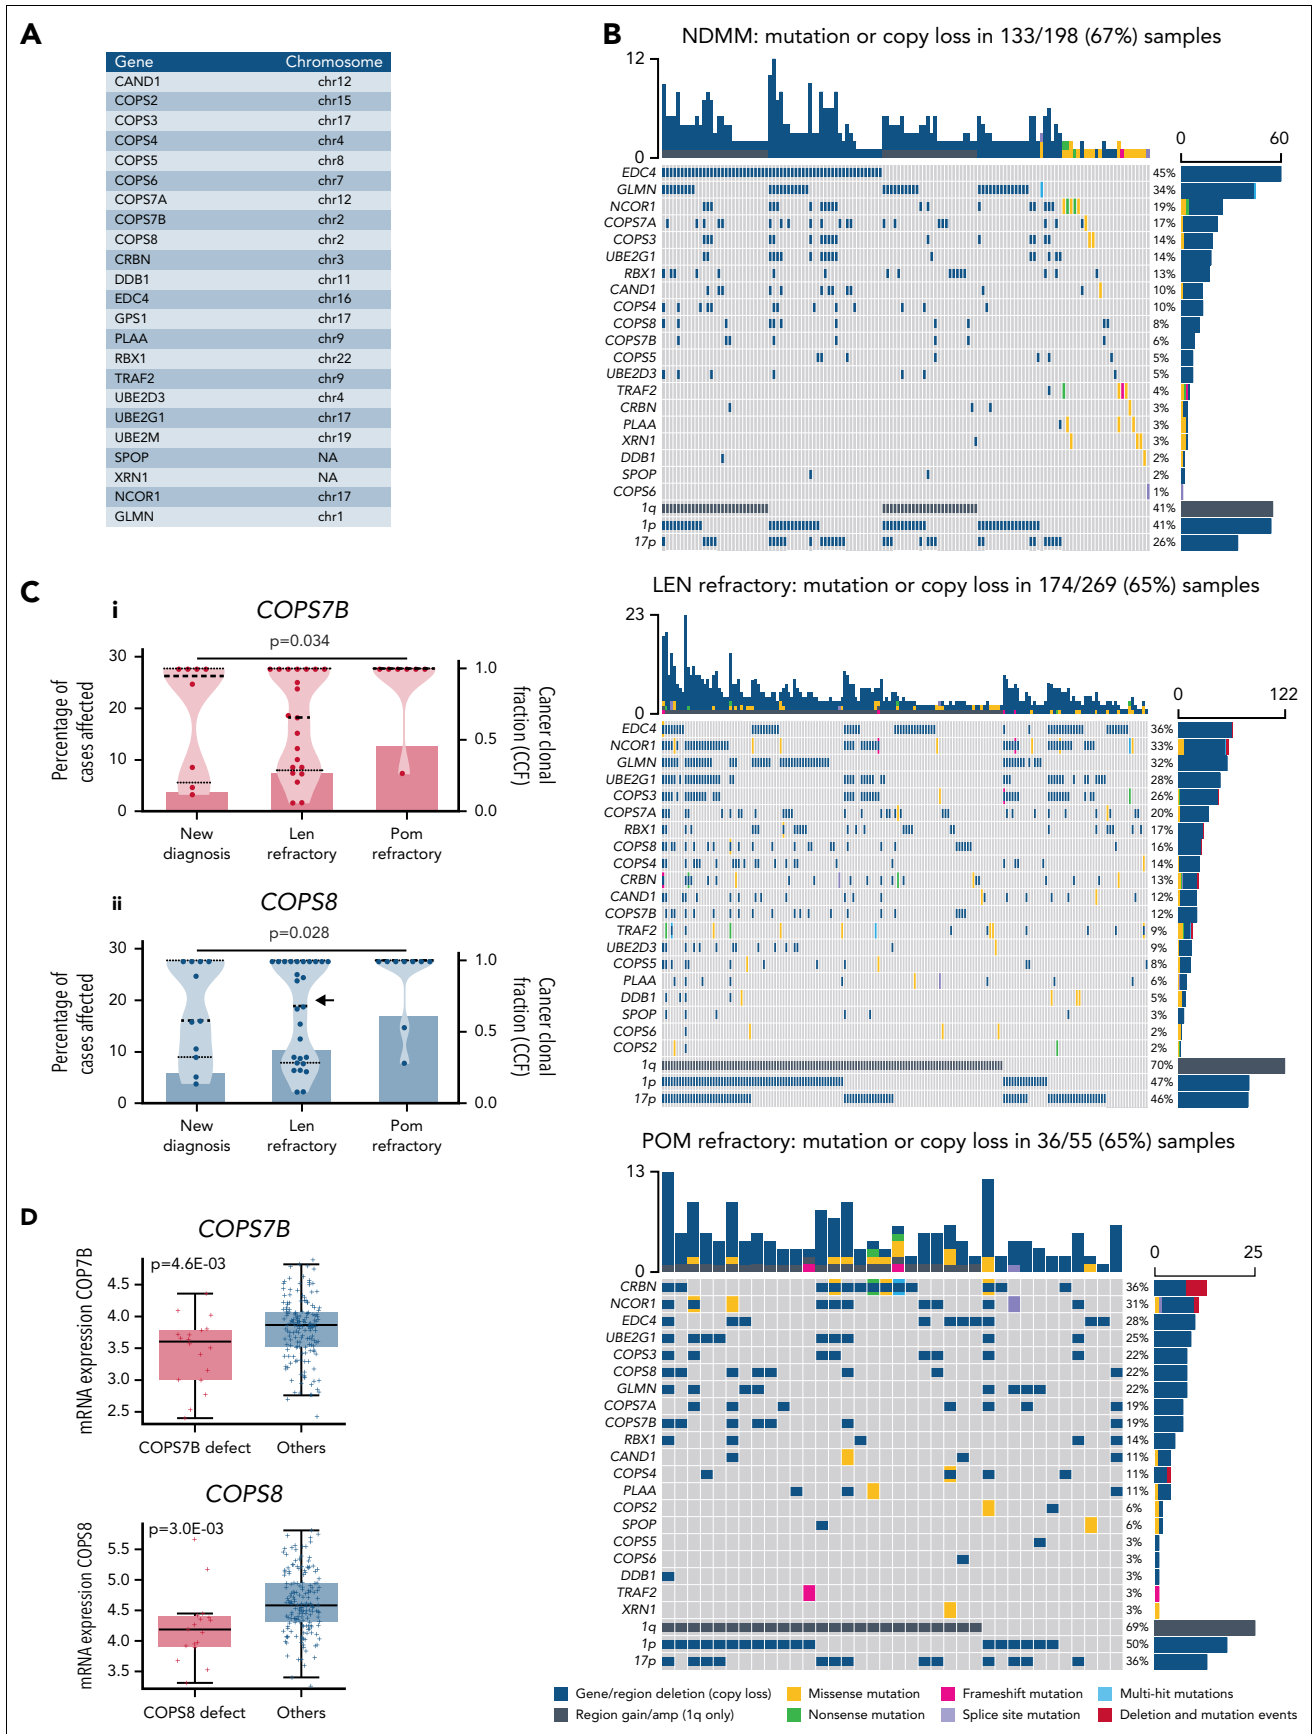 A
Gene Chromosome
CAND1 chr12
COPS2 chr15
COPS3 chr17
COPS4 chr4
COPS5 chr8
COPS6 chr7
COPS7A chr12
COPS7B chr2
COPS8 chr2
CRBN chr3
DDB1 chr11
EDC4 chr16
GPS1 chr17
PLAA chr9
RBX1 chr22
TRAF2 chr9
UBE2D3 chr4
UBE2G1 chr17
UBE2M chr19
SPOP NA
XRN1 NA
NCOR1 chr17
GLMN chr1
B
NDMM: mutation or copy loss in 133/198 (67%) samples
12
0
0 60
EDC4 45%
GLMN 34%
NCOR1 19%
COPS7A 17%
COPS3 14%
UBE2G1 14%
RBX1 13%
CAND1 10%
COPS4 10%
COPS8 8%
COPS7B 6%
COPS5 5%
UBE2D3 5%
TRAF2 4%
CRBN 3%
PLAA 3%
XRN1 3%
DDB1 2%
SPOP 2%
COPS6 1%
1q 41%
1p 41%
17p 26%
LEN refractory: mutation or copy loss in 174/269 (65%) samples
23
0
0 122
EDC4 36%
NCOR1 33%
GLMN 32%
UBE2G1 28%
COPS3 26%
COPS7A 20%
RBX1 17%
COPS8 16%
COPS4 14%
CRBN 13%
CAND1 12%
COPS7B 12%
TRAF2 9%
UBE2D3 9%
COPS5 8%
PLAA 6%
DDB1 5%
SPOP 3%
COPS6 2%
COPS2 2%
1q 70%
1p 47%
17p 46%
POM refractory: mutation or copy loss in 36/55 (65%) samples
13
0
0 25
CRBN 36%
NCOR1 31%
EDC4 28%
UBE2G1 25%
COPS3 22%
COPS8 22%
GLMN 22%
COPS7A 19%
COPS7B 19%
RBX1 14%
CAND1 11%
COPS4 11%
PLAA 11%
COPS2 6%
SPOP 6%
COPS5 3%
COPS6 3%
DDB1 3%
TRAF2 3%
XRN1 3%
1q 69%
1p 50%
17p 36%
Gene/region deletion (copy loss)
Missense mutation
Frameshift mutation
Multi-hit mutations
Region gain/amp (1q only)
Nonsense mutation
Splice site mutation
Deletion and mutation events
C
i
COPS7B
p=0.034
Percentage of
cases affected
30
20
10
0
1.0
0.5
0.0
Cancer clonal
fraction (CCF)
New
diagnosis
Len
refractory
Pom
refractory
ii
COPS8
p=0.028
Percentage of
cases affected
30
20
10
0
1.0
0.5
0.0
Cancer clonal
fraction (CCF)
New
diagnosis
Len
refractory
Pom
refractory
D
COPS7B
p=4.6E-03
mRNA expression COP7B
4.5
4.0
3.5
3.0
2.5
COPS7B defect
Others
COPS8
p=3.0E-03
mRNA expression COPS8
5.5
5.0
4.5
4.0
3.5
COPS8 defect
Others